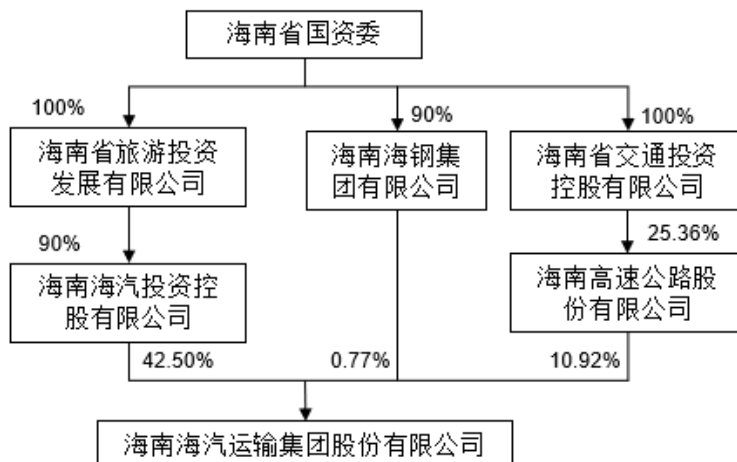 海南省国资委
100%
90%
100%
海南省旅游投资
发展有限公司
海南海钢集
团有限公司
海南省交通投资
控股有限公司
90%
25.36%
海南海汽投资控
股有限公司
海南高速公路股
份有限公司
42.50%
0.77%
10.92%
海南海汽运输集团股份有限公司